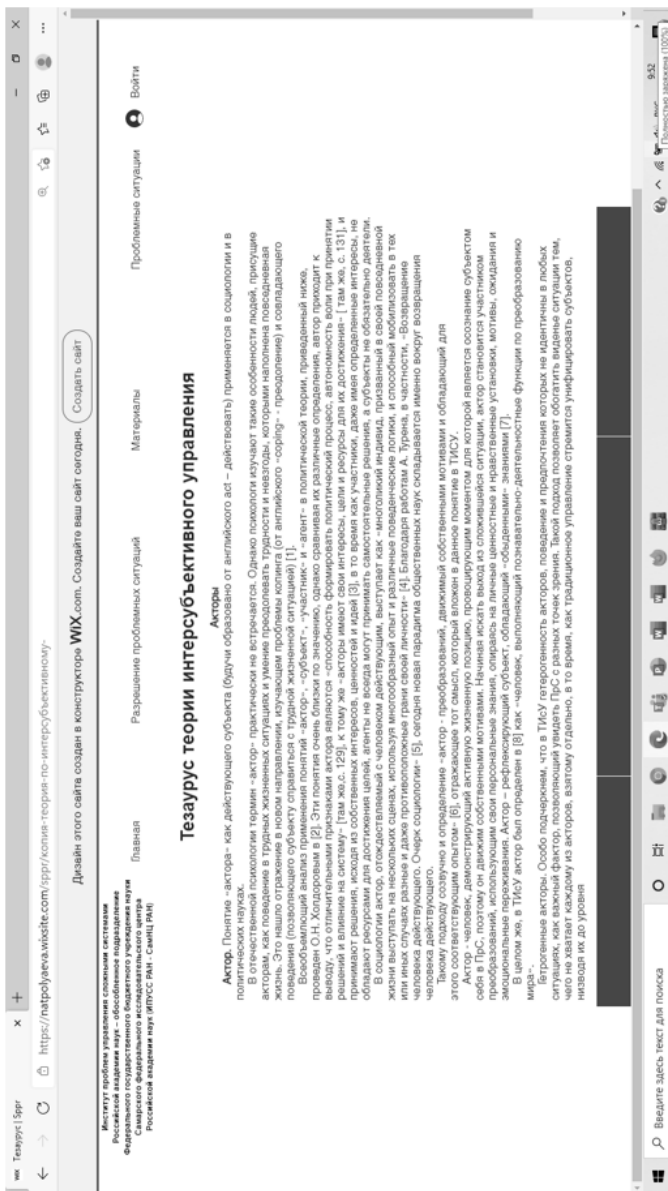 Тезаурус | Sppr
https://natpolyaeva.wixsite.com/sppr/копия-теория-по-интерсубъективному-
Дизайн этого сайта создан в конструкторе WIX.com. Создайте ваш сайт сегодня. Создать сайт
Институт проблем управления сложными системами
Российской академии наук – обособленное подразделение
Федерального государственного бюджетного учреждения науки
Самарского федерального исследовательского центра
Российской академии наук (ИПУСС РАН - СамНЦ РАН)
Главная
Разрешение проблемных ситуаций
Материалы
Проблемные ситуации
Войти
Тезаурус теории интерсубъективного управления
Акторы
Актор. Понятие «актора» как действующего субъекта (будучи образовано от английского act – действовать) применяется в социологии и в
политических науках.
В отечественной психологии термин «актор» практически не встречается. Однако психологи изучают такие особенности людей, присущие
акторам, как поведение в трудных жизненных ситуациях и умение преодолевать трудности и невзгоды, которыми наполнена повседневная
жизнь. Это нашло отражение в новом направлении, изучающем проблемы копинга (от английского «coping» - преодоление) и совладающего
поведения (позволяющего субъекту справиться с трудной жизненной ситуацией) [1].
Всеобъемлющий анализ применения понятий «актор», «субъект», «участник» и «агент» в политической теории, приведенный ниже,
проведен О.Н. Холдоровым в [2]. Эти понятия очень близки по значению, однако сравнивая их различные определения, автор приходит к
выводу, что отличительными признаками актора являются «способность формировать политический процесс, автономность воли при принятии
решений и влияние на систему» [там же,с. 129], к тому же «акторы имеют свои интересы, цели и ресурсы для их достижения» [ там же, с. 131], и
принимают решения, исходя из собственных интересов, ценностей и идей [3], в то время как участники, даже имея определенные интересы, не
обладают ресурсами для достижения целей, агенты не всегда могут принимать самостоятельные решения, а субъекты не обязательно деятели.
В социологии актор, отождествляемый с человеком действующим, выступает как «многоликий индивид, призванный в своей повседневной
жизни выступать на нескольких сценах, используя многообразный опыт и различные поведенческие логики, и способный мобилизовать в тех
или иных случаях разные и даже противоположные грани своей личности» [4]. Благодаря работам А. Турена, в частности, «Возвращение
человека действующего. Очерк социологии» [5], сегодня новая парадигма общественных наук складывается именно вокруг возвращения
человека действующего.
Такому подходу созвучно и определение «актор - преобразований, движимый собственными мотивами и обладающий для
этого соответствующим опытом» [6], отражающее тот смысл, который вложен в данное понятие в ТИСУ.
Актор - человек, демонстрирующий активную жизненную позицию, провоцирующим моментом для которой является осознание субъектом
себя в ПрС, поэтому он движим собственными мотивами. Начиная искать выход из сложившейся ситуации, актор становится участником
преобразований, использующим свои персональные знания, опираясь на личные ценностные и нравственные установки, мотивы, ожидания и
эмоциональные переживания. Актор – рефлексирующий субъект, обладающий «обыденными» знаниями [7].
В целом же, в ТИСУ актор был определен в [8] как «человек, выполняющий познавательно-деятельностные функции по преобразованию
мира».
Гетрогенные акторы. Особо подчеркнем, что в ТИСУ гетерогенность акторов, поведение и предпочтения которых не идентичны в любых
ситуациях, как важный фактор, позволяющий увидеть ПрС с разных точек зрения. Такой подход позволяет обогатить виденье ситуации тем,
чего не хватает каждому из акторов, взятому отдельно, в то время, как традиционное управление стремится унифицировать субъектов,
низводя их до уровня
Введите здесь текст для поиска
9:52
Полностью заряжена (100%)